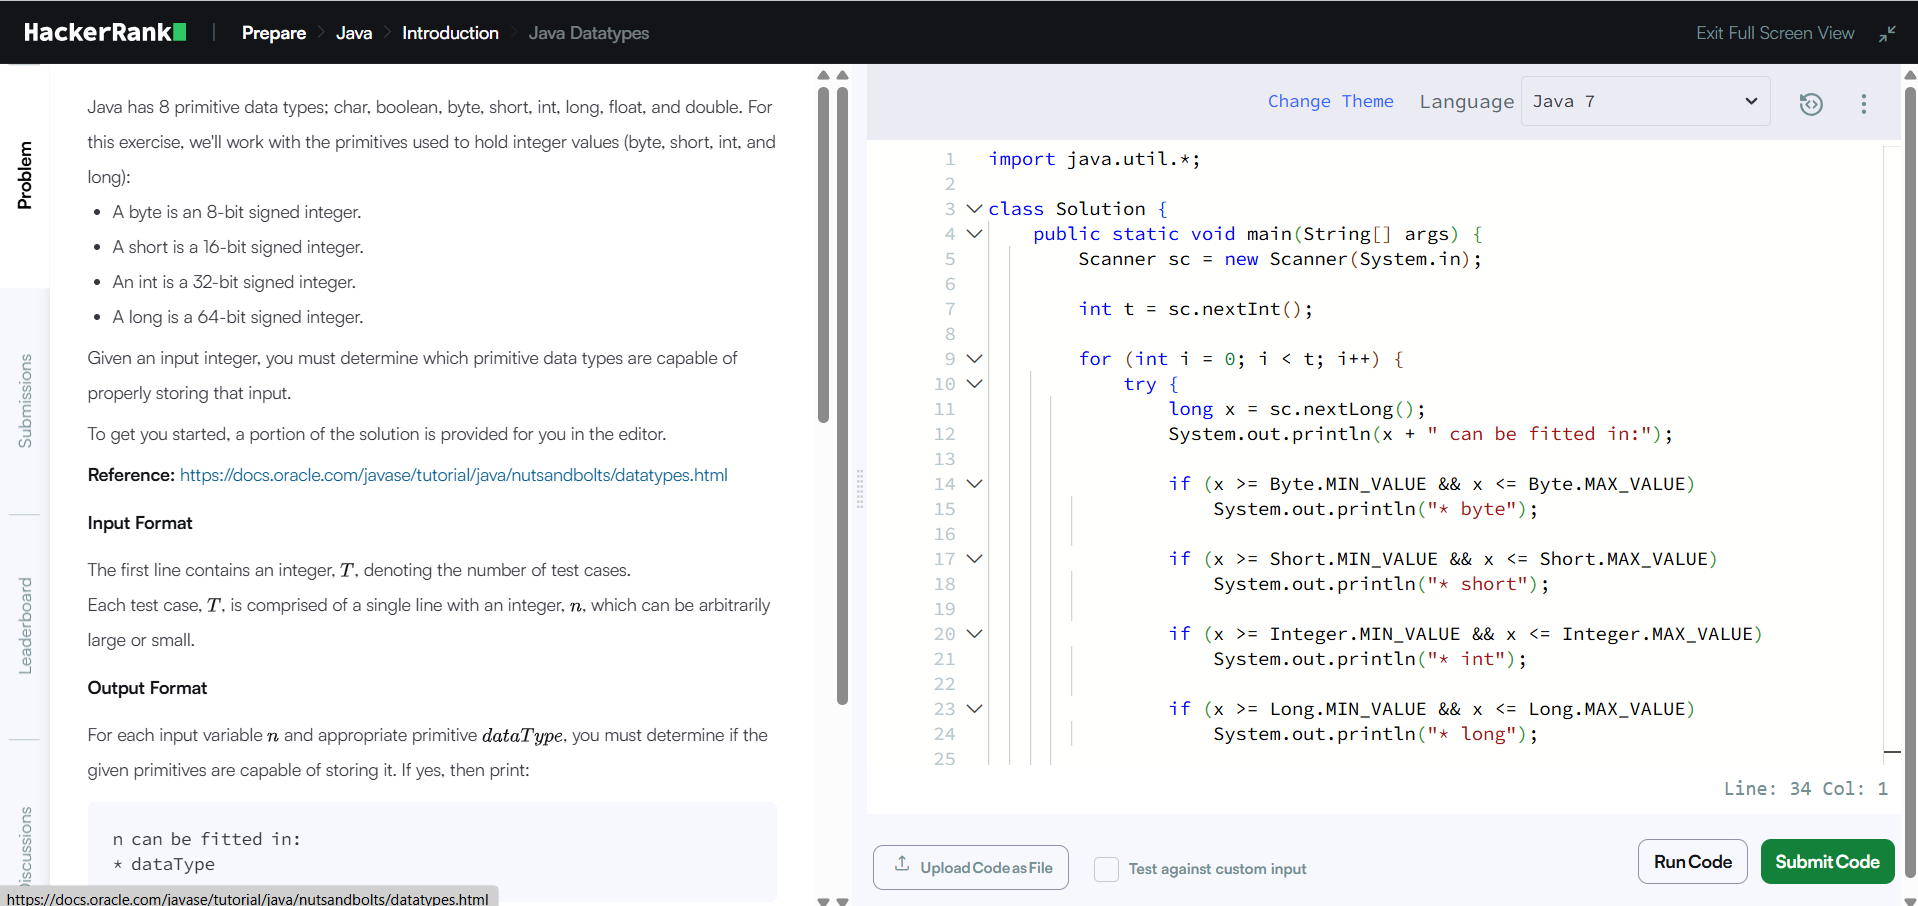 HackerRank | Prepare > Java > Introduction > Java Datatypes
Exit Full Screen View
Problem
Submissions
Leaderboard
Discussions
Java has 8 primitive data types; char, boolean, byte, short, int, long, float, and double. For
this exercise, we'll work with the primitives used to hold integer values (byte, short, int, and
long):
• A byte is an 8-bit signed integer.
• A short is a 16-bit signed integer.
• An int is a 32-bit signed integer.
• A long is a 64-bit signed integer.
Given an input integer, you must determine which primitive data types are capable of
properly storing that input.
To get you started, a portion of the solution is provided for you in the editor.
Reference: https://docs.oracle.com/javase/tutorial/java/nutsandbolts/datatypes.html
Input Format
The first line contains an integer, T, denoting the number of test cases.
Each test case, T, is comprised of a single line with an integer, n, which can be arbitrarily
large or small.
Output Format
For each input variable n and appropriate primitive dataType, you must determine if the
given primitives are capable of storing it. If yes, then print:
n can be fitted in:
* dataType
https://docs.oracle.com/javase/tutorial/java/nutsandbolts/datatypes.html
Change Theme Language Java 7
1 import java.util.*;
2
3 class Solution {
4 public static void main(String[] args) {
5 Scanner sc = new Scanner(System.in);
6
7 int t = sc.nextInt();
8
9 for (int i = 0; i < t; i++) {
10 try {
11 long x = sc.nextLong();
12 System.out.println(x + " can be fitted in:");
13
14 if (x >= Byte.MIN_VALUE && x <= Byte.MAX_VALUE)
15 System.out.println("* byte");
16
17 if (x >= Short.MIN_VALUE && x <= Short.MAX_VALUE)
18 System.out.println("* short");
19
20 if (x >= Integer.MIN_VALUE && x <= Integer.MAX_VALUE)
21 System.out.println("* int");
22
23 if (x >= Long.MIN_VALUE && x <= Long.MAX_VALUE)
24 System.out.println("* long");
25
Line: 34 Col: 1
Upload Code as File
Test against custom input
Run Code
Submit Code